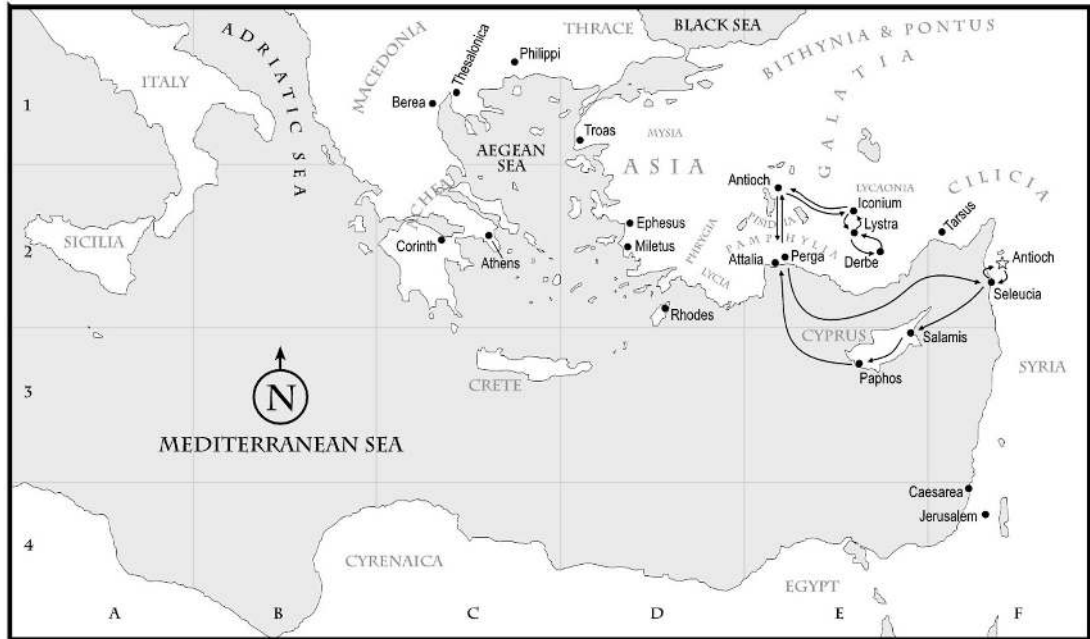 BLACK SEA
THRACE
BITHYNIA & PONTUS
ADRIATIC SEA
MACEDONIA
Thesalonica
Philippi
GALATIA
ITALY
1
Berea
Troas
MYSIA
AEGEAN
SEA
ASIA
Antioch
LYCAONIA
CILICIA
Iconium
Lystra
Tarsus
ACHEU
PISIDIA
Ephesus
PHRYGIA
PAMPHYLIA
SICILIA
2
Corinth
Athens
Miletus
Attalia
Perga
Derbe
Antioch
LYCIA
Seleucia
Rhodes
CYPRUS
Salamis
Paphos
SYRIA
CRETE
3
N
MEDITERRANEAN SEA
Caesarea
Jerusalem
4
CYRENAICA
EGYPT
A
B
C
D
E
F